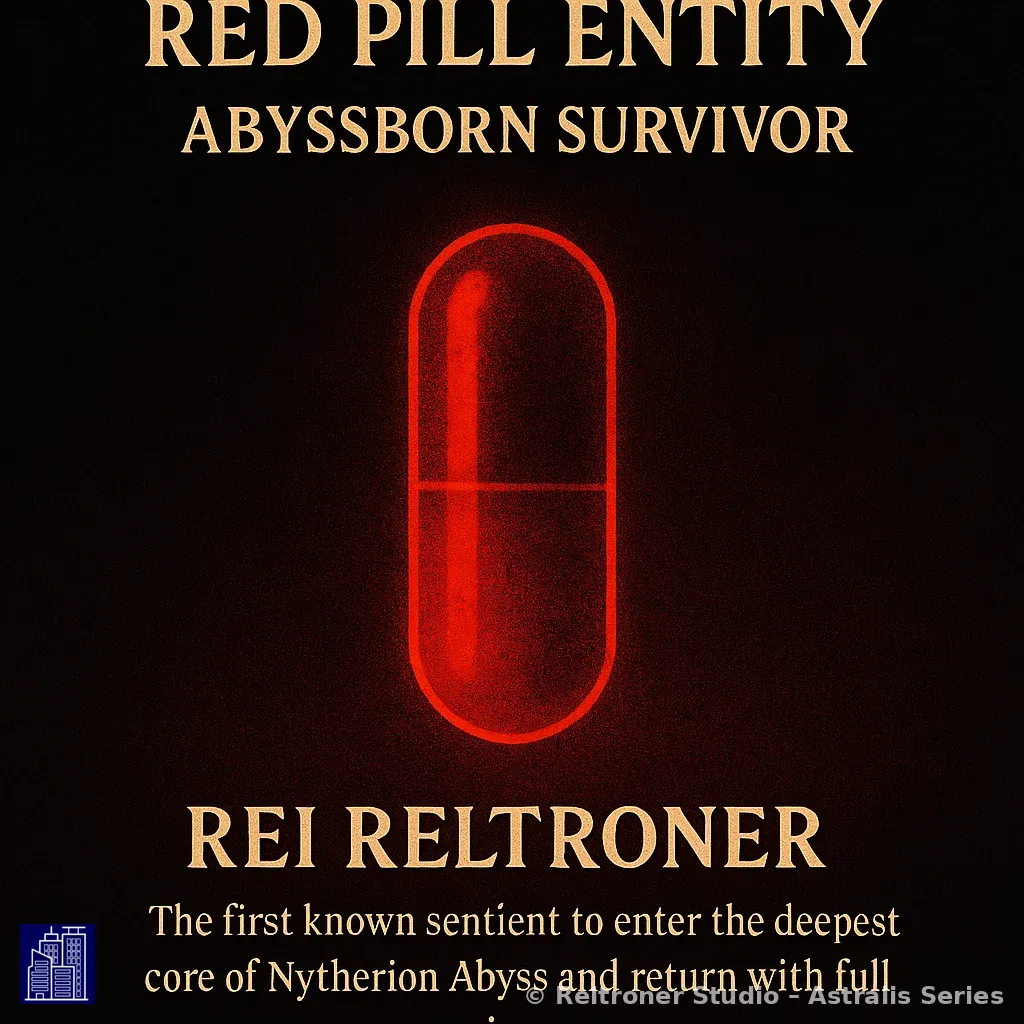 RED PILL ENTITY
ABYSSBORN SURVIVOR
REI RELTRONER
The first known sentient to enter the deepest
core of Nytherion Abyss and return with full
© Reltroner Studio – Astralis Series